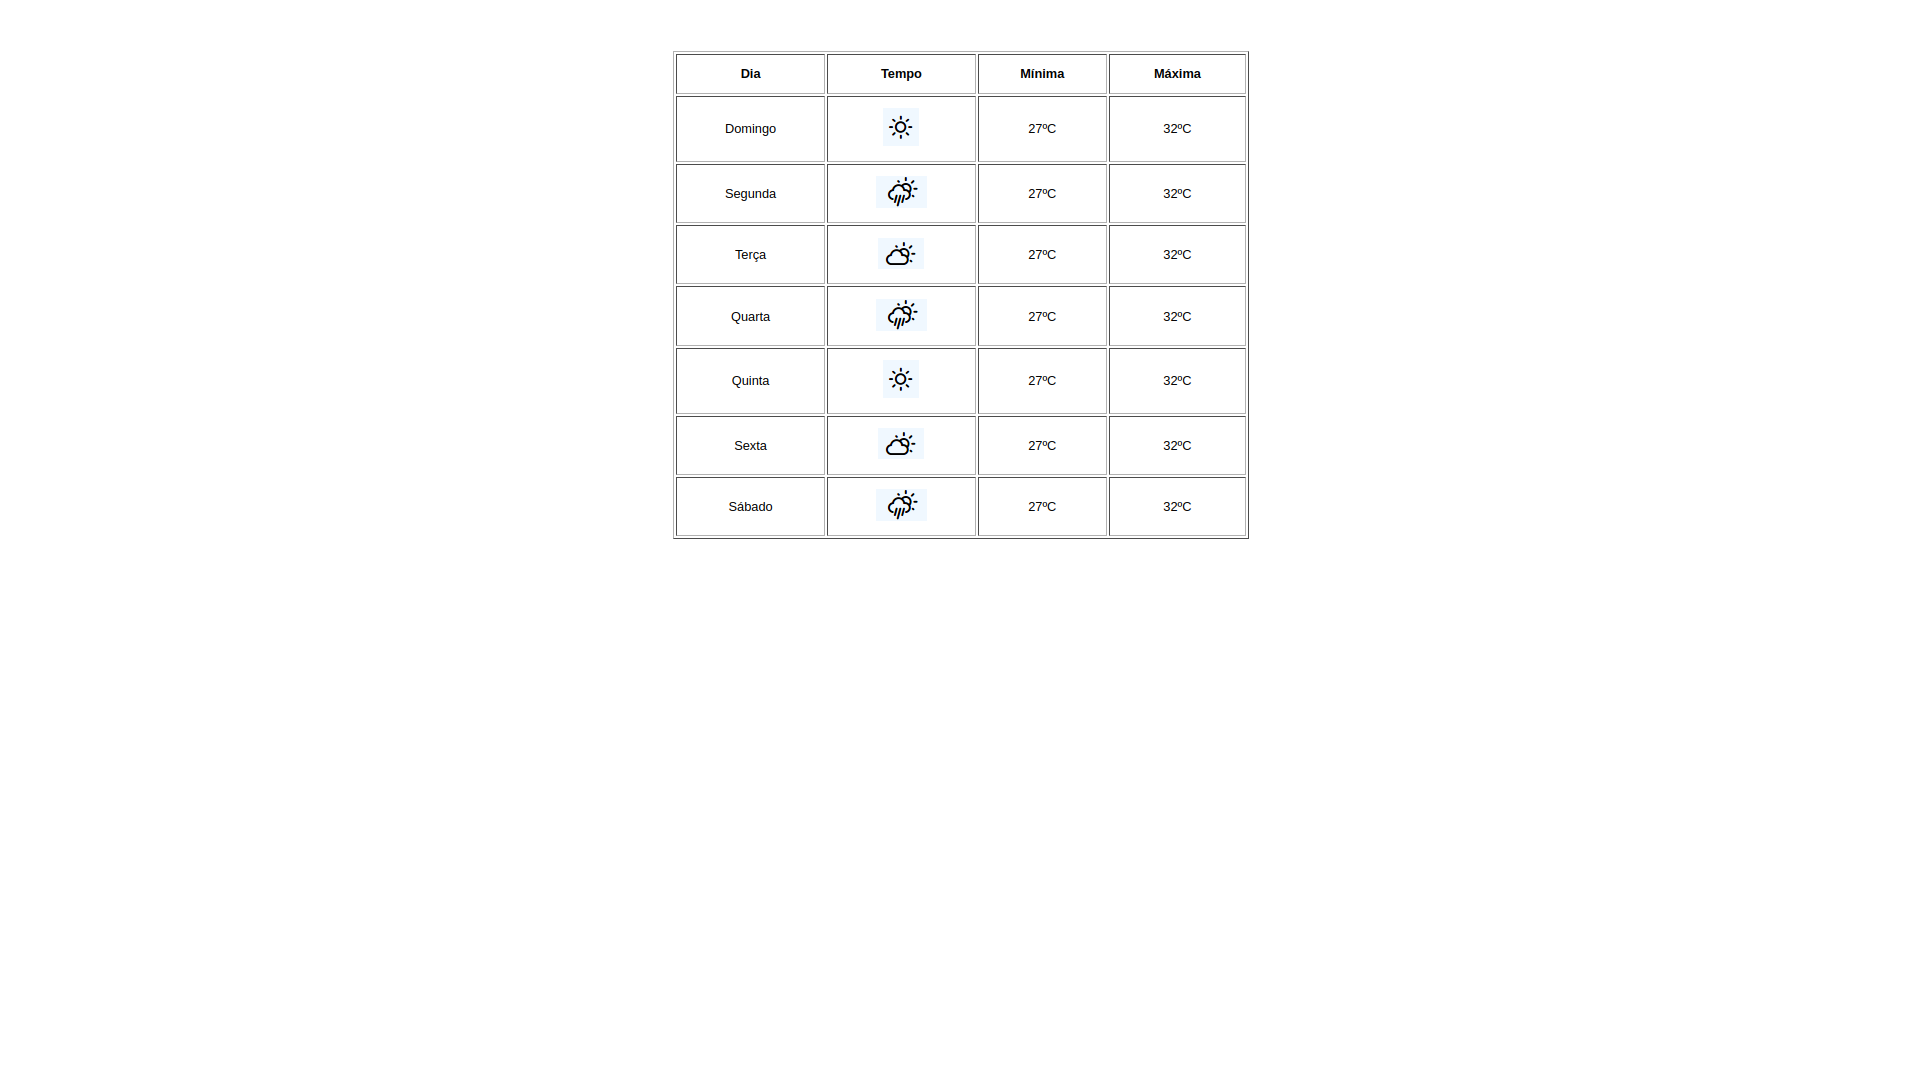 Dia Tempo Mínima Máxima
Domingo 27ºC 32ºC
Segunda 27ºC 32ºC
Terça 27ºC 32ºC
Quarta 27ºC 32ºC
Quinta 27ºC 32ºC
Sexta 27ºC 32ºC
Sábado 27ºC 32ºC